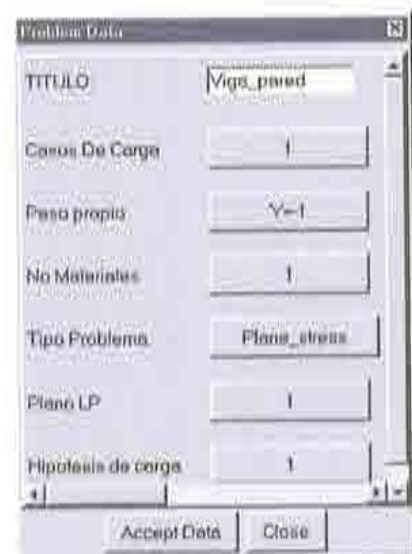 Problem Data
TITULO Viga_pared
Casos De Carga 1
Peso propio Y=-1
No Materiales 1
Tipo Problema Plane_stress
Plano LP 1
Hipotesis de carga 1
Accept Data Close